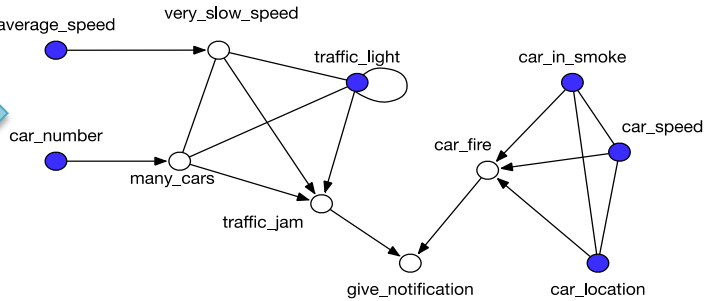 very_slow_speed
average_speed
traffic_light
car_in_smoke
car_number
car_speed
car_fire
many_cars
traffic_jam
give_notification
car_location